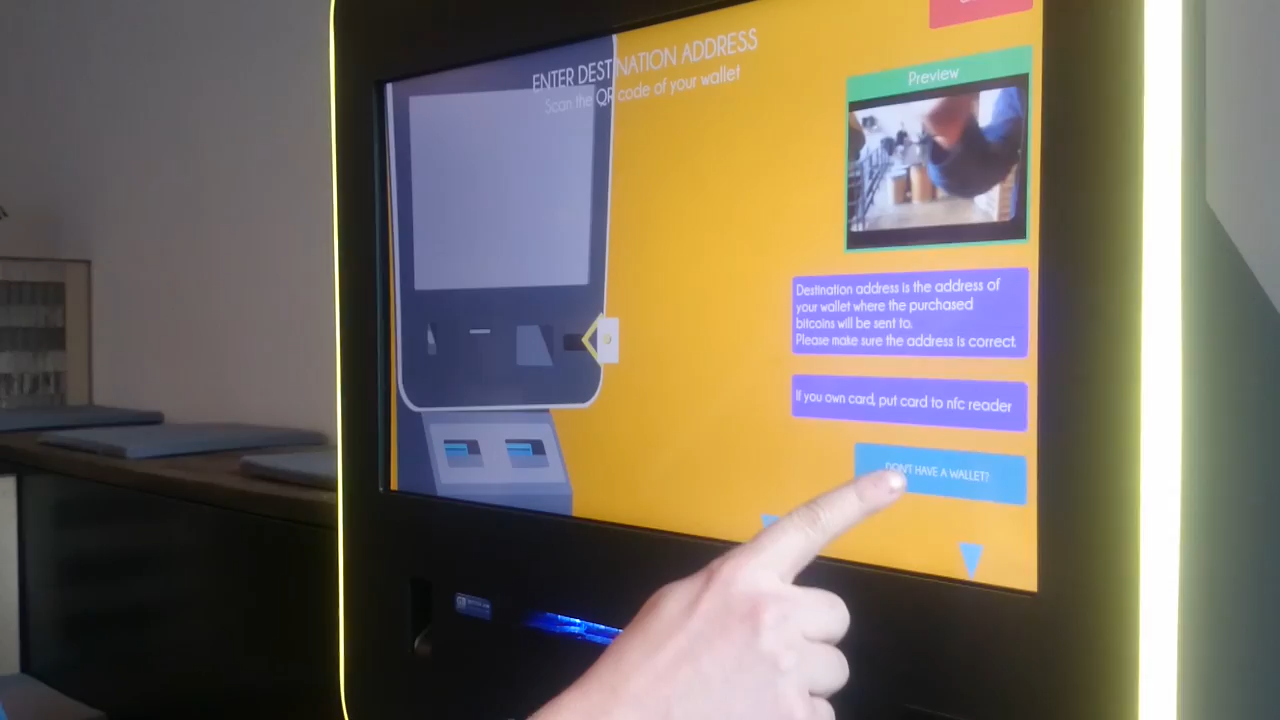 ENTER DESTINATION ADDRESS
Scan the QR code of your wallet
Preview
Destination address is the address of
your wallet where the purchased
bitcoins will be sent to.
Please make sure the address is correct.
If you own card, put card to nfc reader
DON'T HAVE A WALLET?